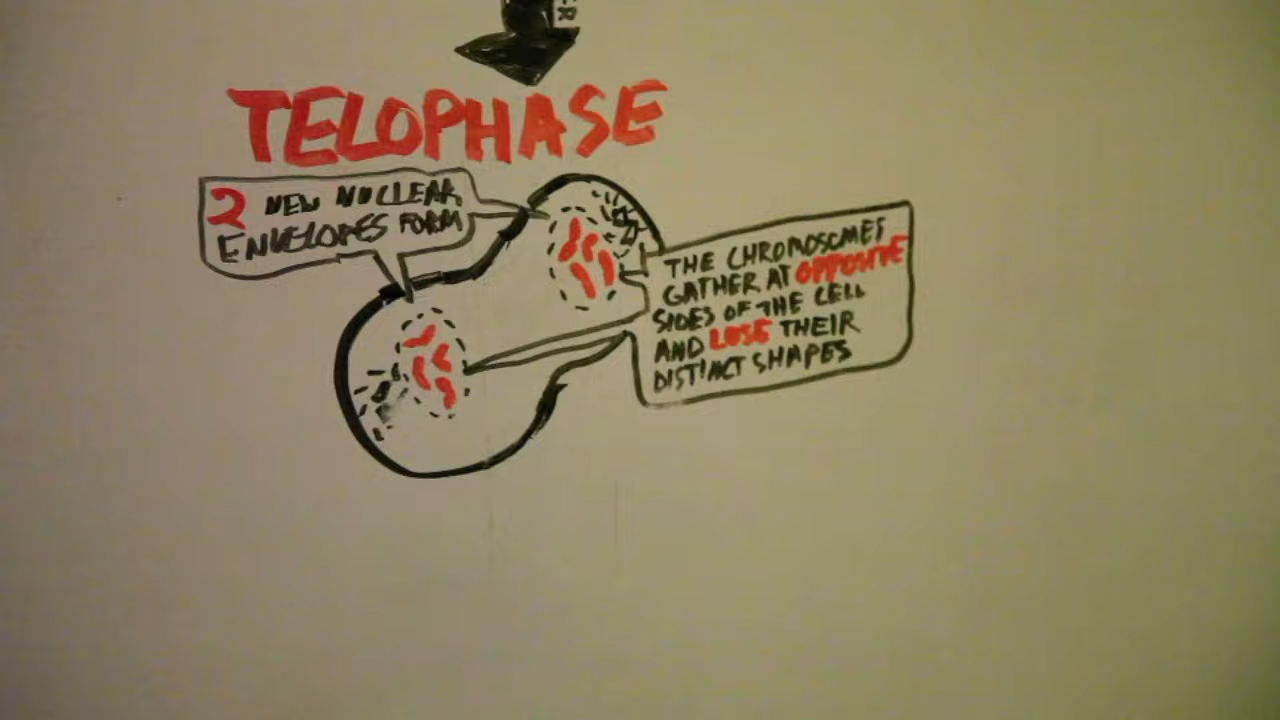 ER
TELOPHASE
2 NEW NUCLEAR
ENVELOPES FORM
THE CHROMOSOMES
GATHER AT OPPOSITE
SIDES OF THE CELL
AND LOSE THEIR
DISTINCT SHAPES